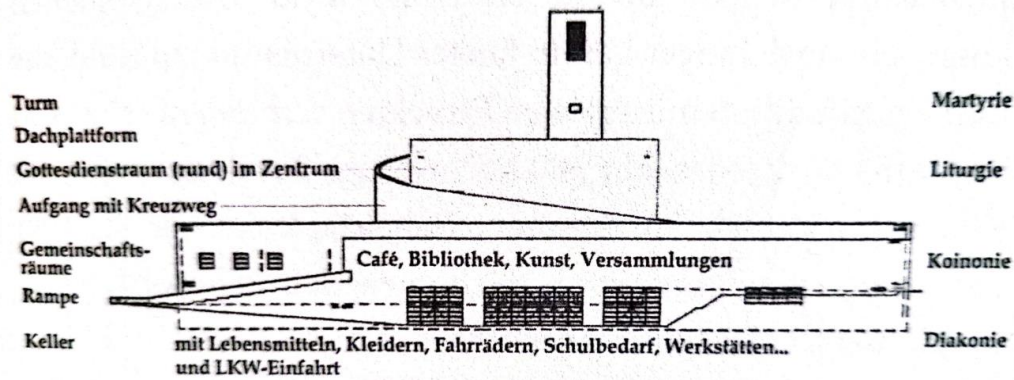 Turm
Martyrie
Dachplattform
Gottesdienstraum (rund) im Zentrum
Liturgie
Aufgang mit Kreuzweg
Gemeinschafts-
räume
Café, Bibliothek, Kunst, Versammlungen
Koinonie
Rampe
Keller
mit Lebensmitteln, Kleidern, Fahrrädern, Schulbedarf, Werkstätten...
und LKW-Einfahrt
Diakonie